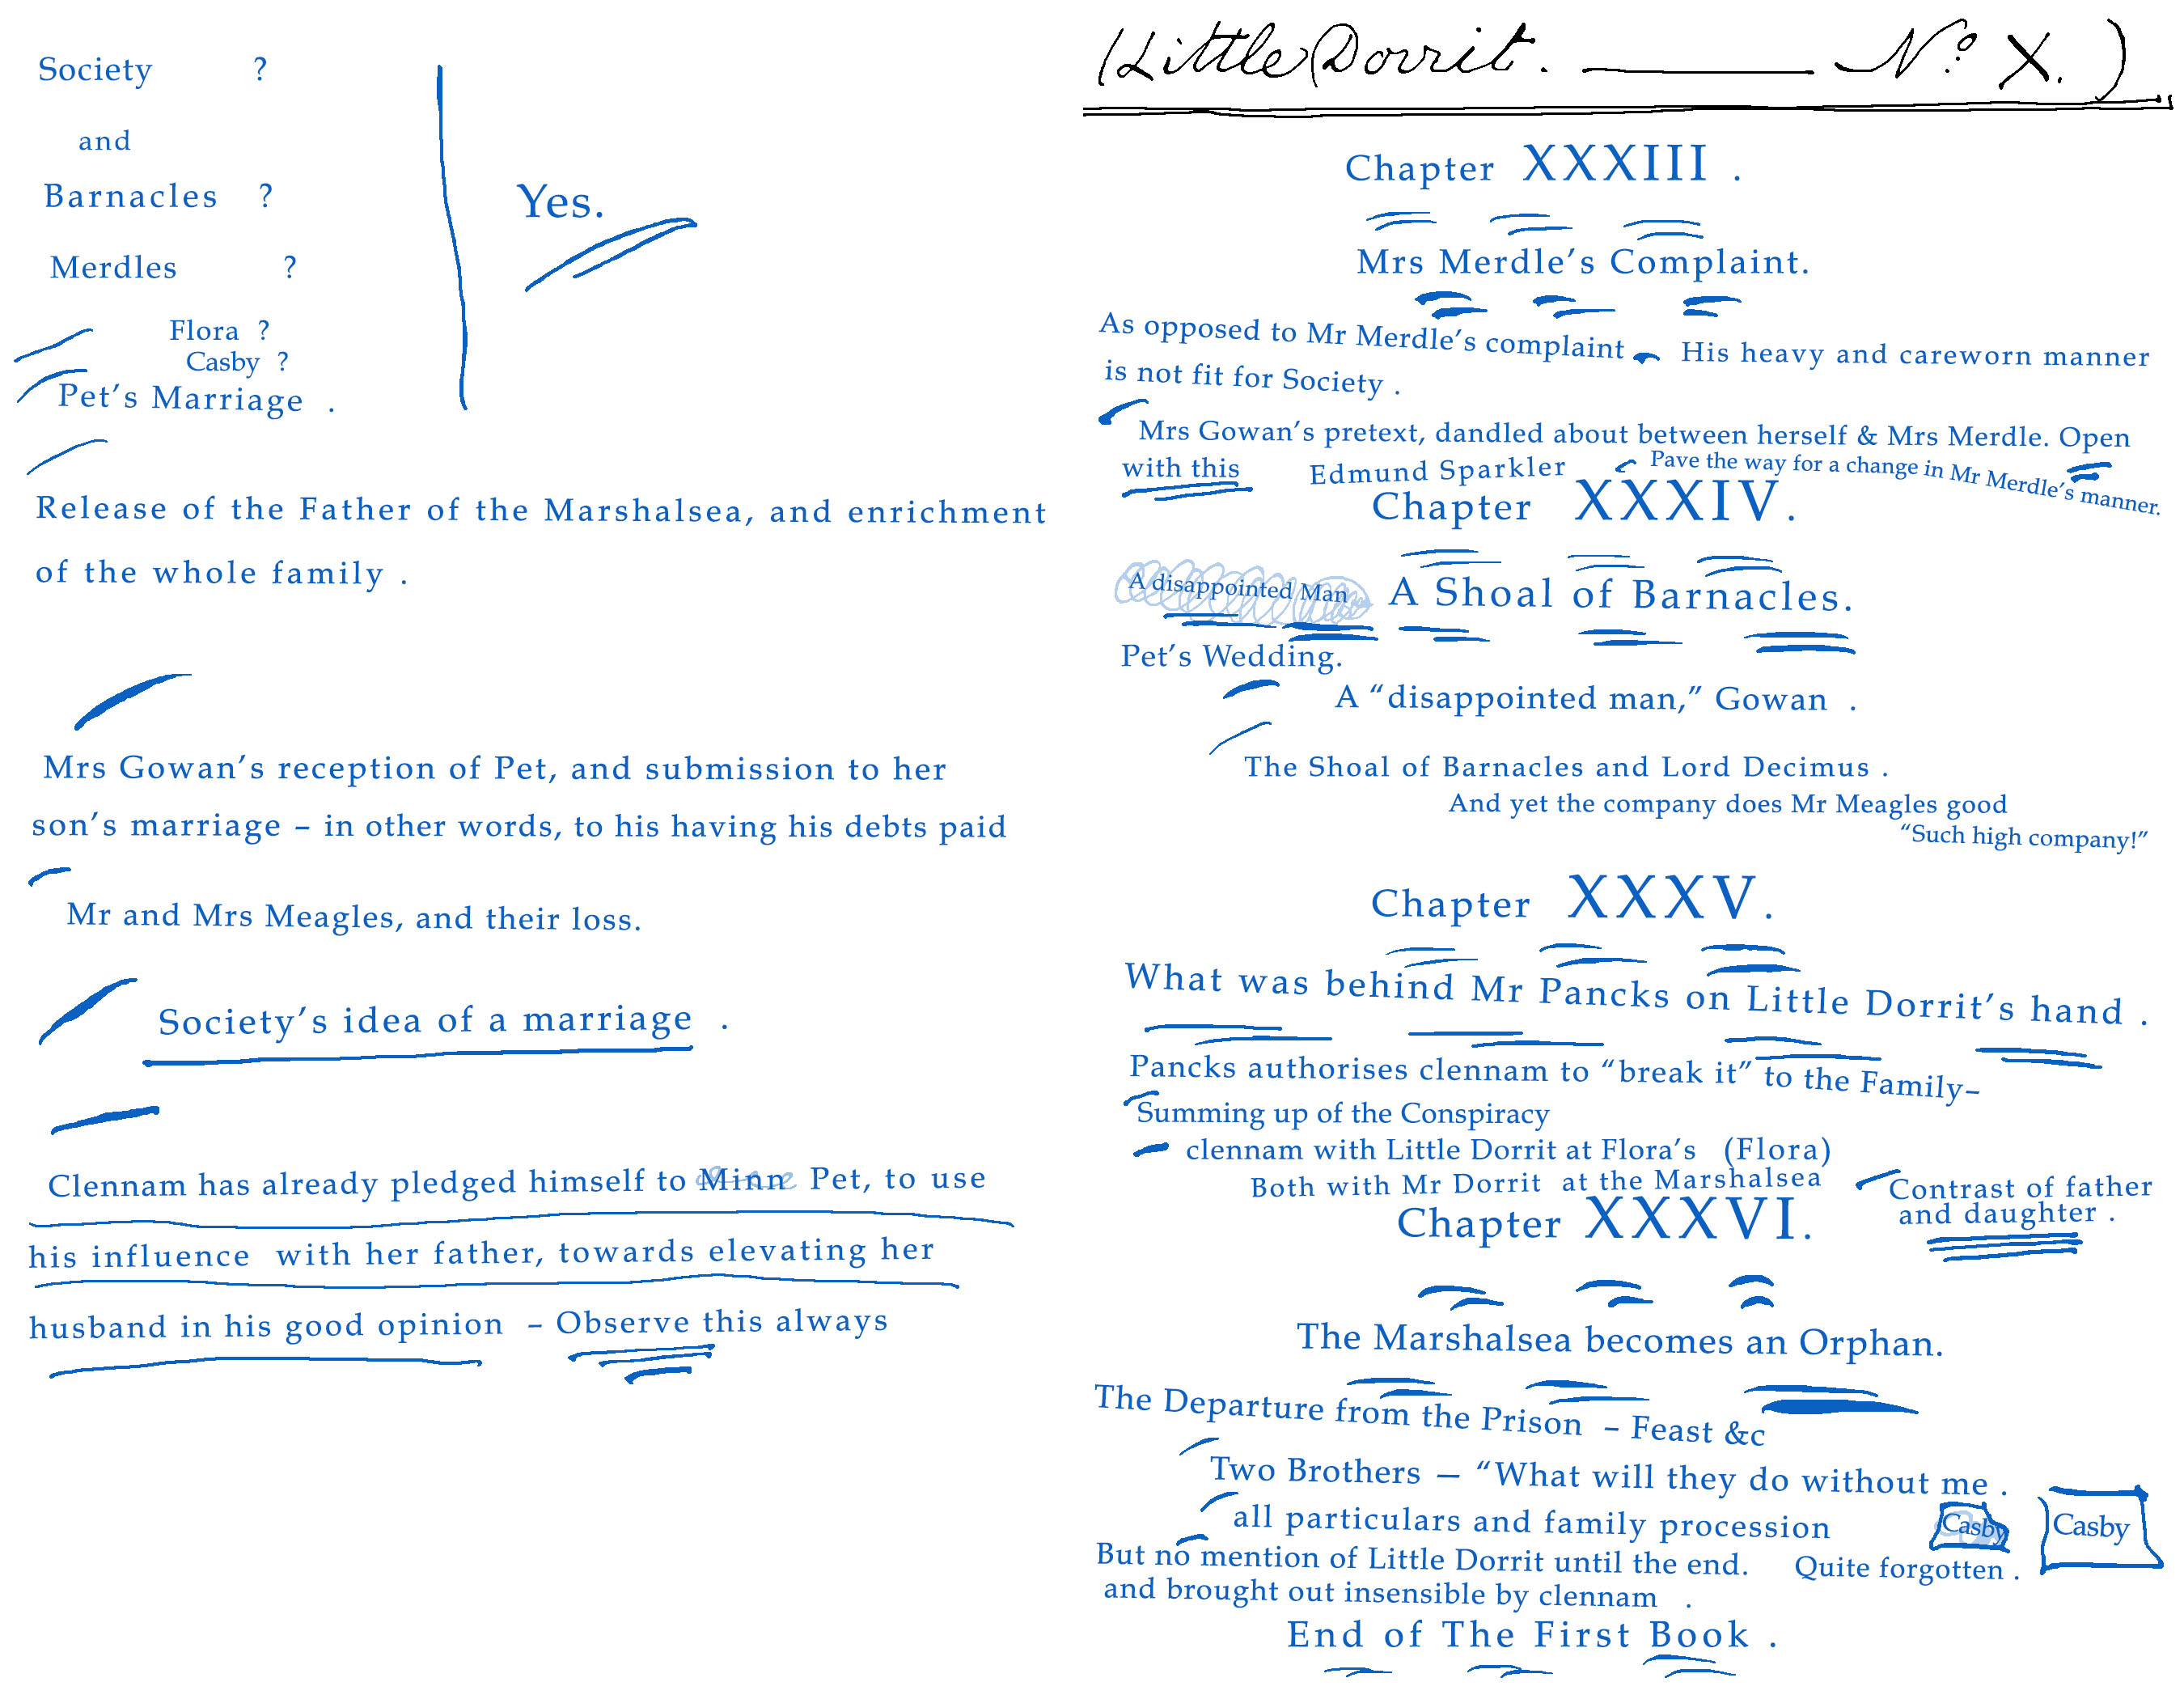 Society ?
and
Barnacles ?
Yes.
Merdles ?
Flora ?
Casby ?
Pet's Marriage .
Release of the Father of the Marshalsea, and enrichment
of the whole family .
Mrs Gowan's reception of Pet, and submission to her
son's marriage – in other words, to his having his debts paid
Mr and Mrs Meagles, and their loss.
Society's idea of a marriage .
Clennam has already pledged himself to Minn Pet, to use
his influence with her father, towards elevating her
husband in his good opinion – Observe this always
(Little Dorrit. —— No. X.)
Chapter XXXIII .
Mrs Merdle's Complaint.
As opposed to Mr Merdle's complaint His heavy and careworn manner
is not fit for Society .
Mrs Gowan's pretext, dandled about between herself & Mrs Merdle. Open
with this Edmund Sparkler Pave the way for a change in Mr Merdle's manner.
Chapter XXXIV.
A disappointed Man A Shoal of Barnacles.
Pet's Wedding.
A "disappointed man," Gowan .
The Shoal of Barnacles and Lord Decimus .
And yet the company does Mr Meagles good
"Such high company!"
Chapter XXXV.
What was behind Mr Pancks on Little Dorrit's hand .
Pancks authorises clennam to "break it" to the Family–
Summing up of the Conspiracy
clennam with Little Dorrit at Flora's (Flora)
Both with Mr Dorrit at the Marshalsea
Contrast of father
and daughter .
Chapter XXXVI.
The Marshalsea becomes an Orphan.
The Departure from the Prison – Feast &c
Two Brothers — "What will they do without me .
all particulars and family procession Casby Casby
But no mention of Little Dorrit until the end. Quite forgotten .
and brought out insensible by clennam .
End of The First Book .